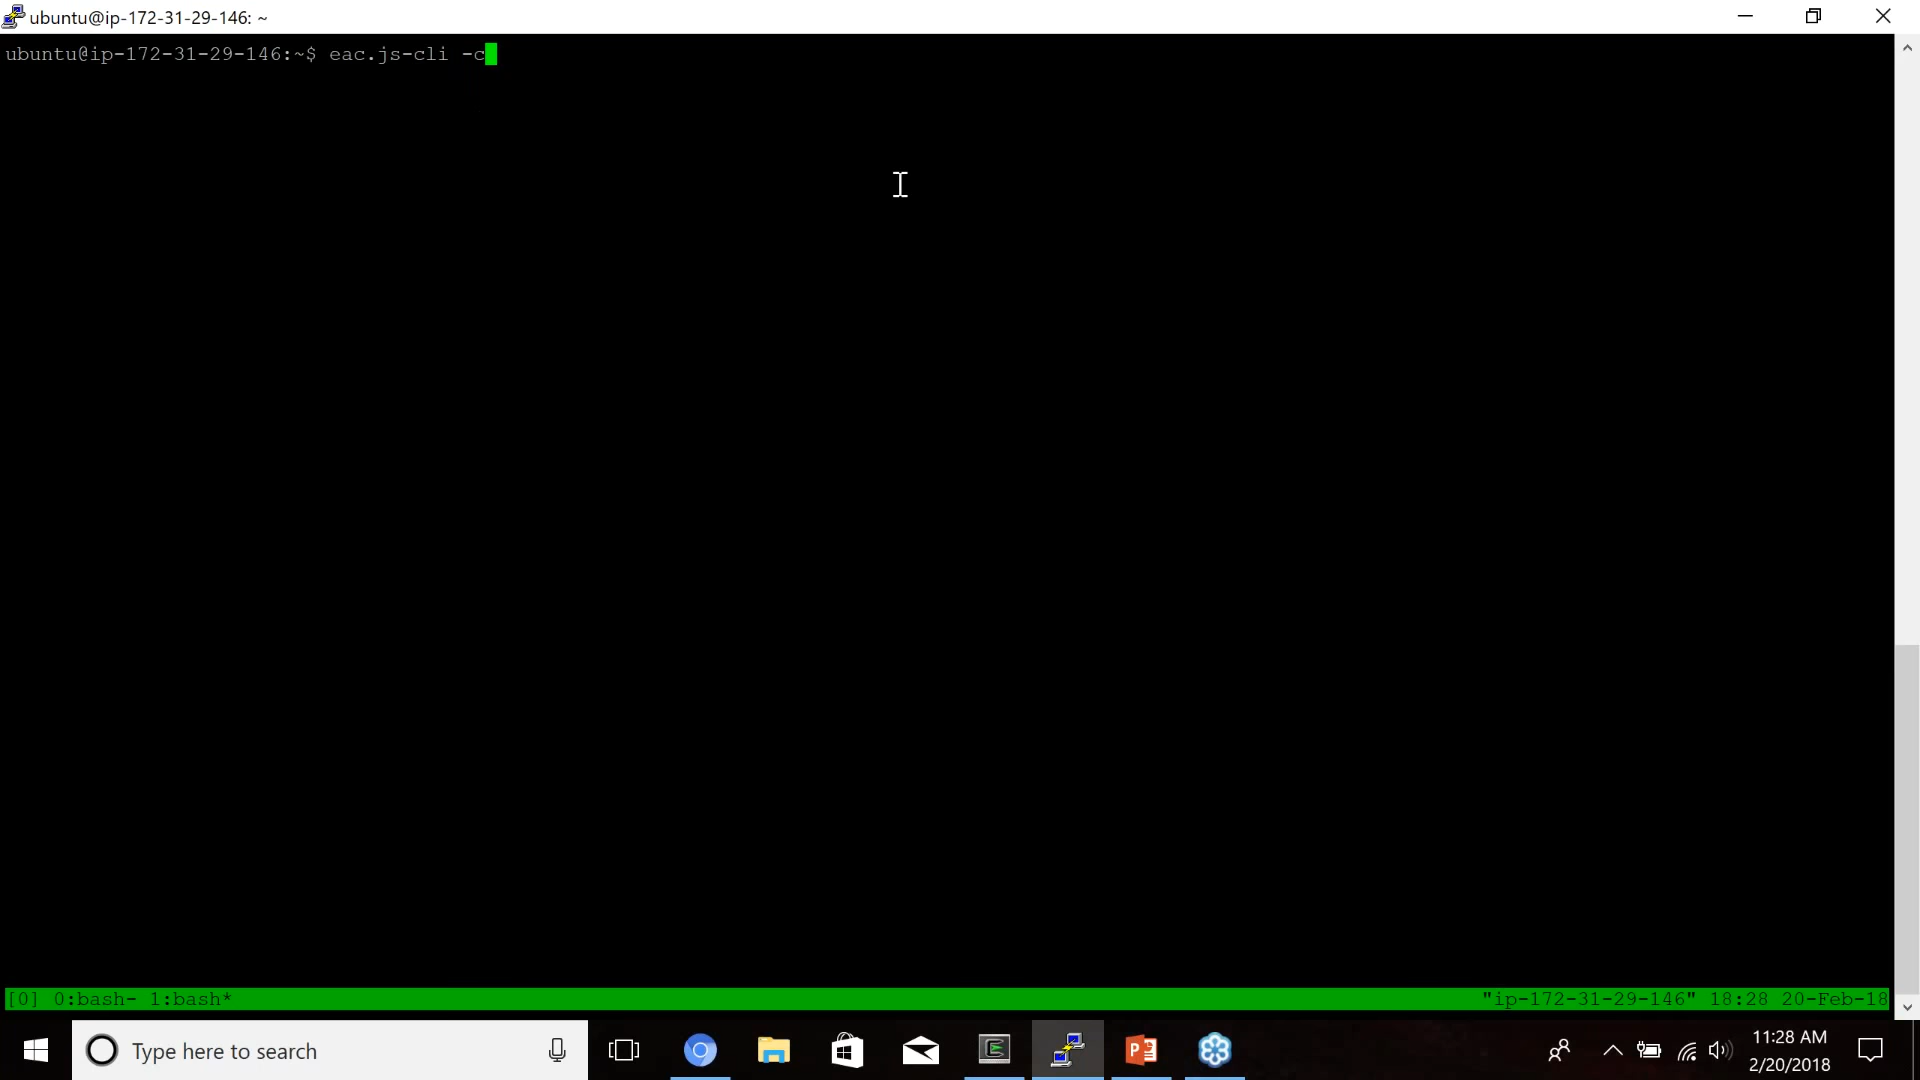 ubuntu@ip-172-31-29-146: ~
ubuntu@ip-172-31-29-146:~$ eac.js-cli -c
[0] 0:bash- 1:bash* "ip-172-31-29-146" 18:28 20-Feb-18
Type here to search
11:28 AM
2/20/2018